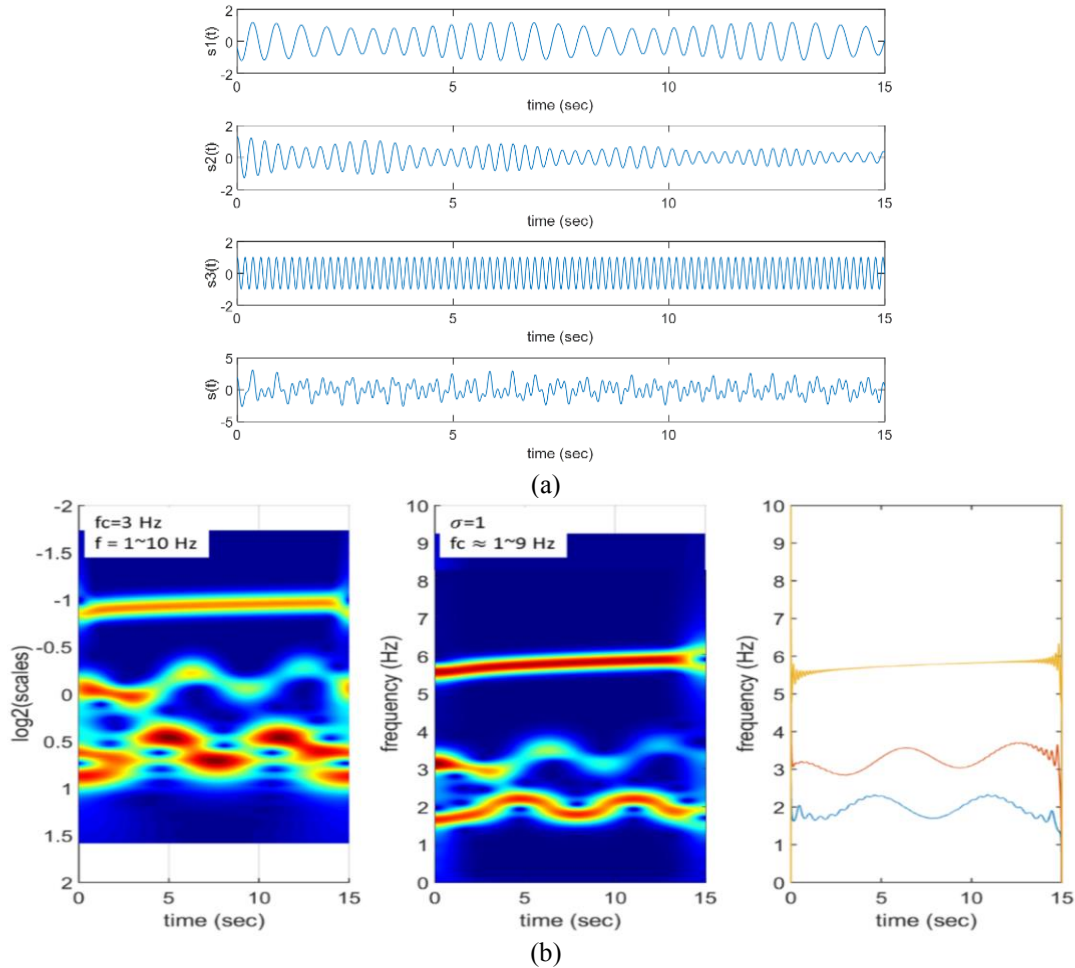 2
0
-2
s1(t)
0 5 10 15
time (sec)
2
0
-2
s2(t)
0 5 10 15
time (sec)
2
0
-2
s3(t)
0 5 10 15
time (sec)
5
0
-5
s(t)
0 5 10 15
time (sec)
(a)
-2
-1.5
-1
-0.5
0
0.5
1
1.5
2
log2(scales)
fc=3 Hz
f = 1~10 Hz
0 5 10 15
time (sec)
10
9
8
7
6
5
4
3
2
1
0
frequency (Hz)
σ=1
fc ≈ 1~9 Hz
0 5 10 15
time (sec)
10
9
8
7
6
5
4
3
2
1
0
frequency (Hz)
0 5 10 15
time (sec)
(b)